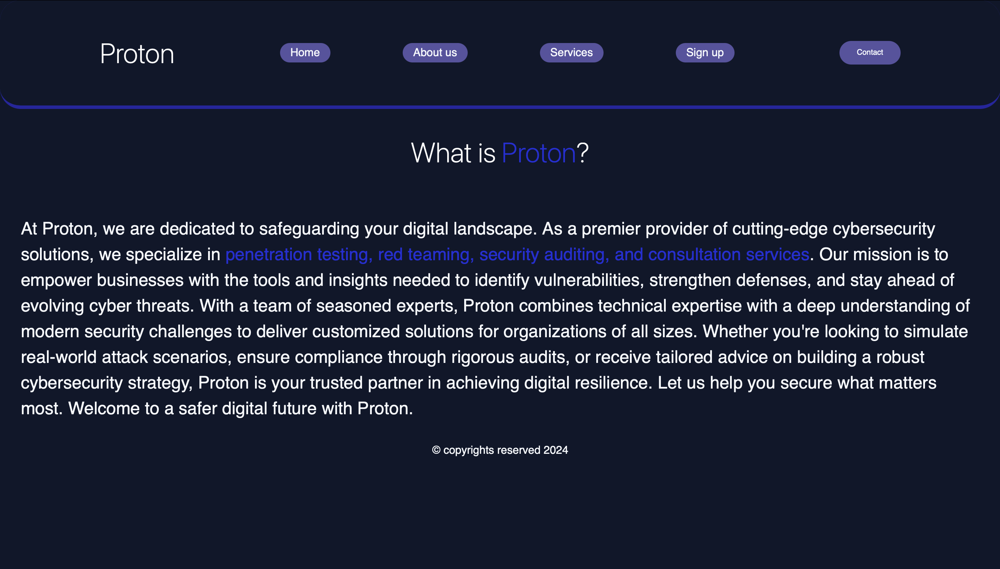 Proton
Home
About us
Services
Sign up
Contact
What is Proton?
At Proton, we are dedicated to safeguarding your digital landscape. As a premier provider of cutting-edge cybersecurity
solutions, we specialize in penetration testing, red teaming, security auditing, and consultation services. Our mission is to
empower businesses with the tools and insights needed to identify vulnerabilities, strengthen defenses, and stay ahead of
evolving cyber threats. With a team of seasoned experts, Proton combines technical expertise with a deep understanding of
modern security challenges to deliver customized solutions for organizations of all sizes. Whether you're looking to simulate
real-world attack scenarios, ensure compliance through rigorous audits, or receive tailored advice on building a robust
cybersecurity strategy, Proton is your trusted partner in achieving digital resilience. Let us help you secure what matters
most. Welcome to a safer digital future with Proton.
© copyrights reserved 2024